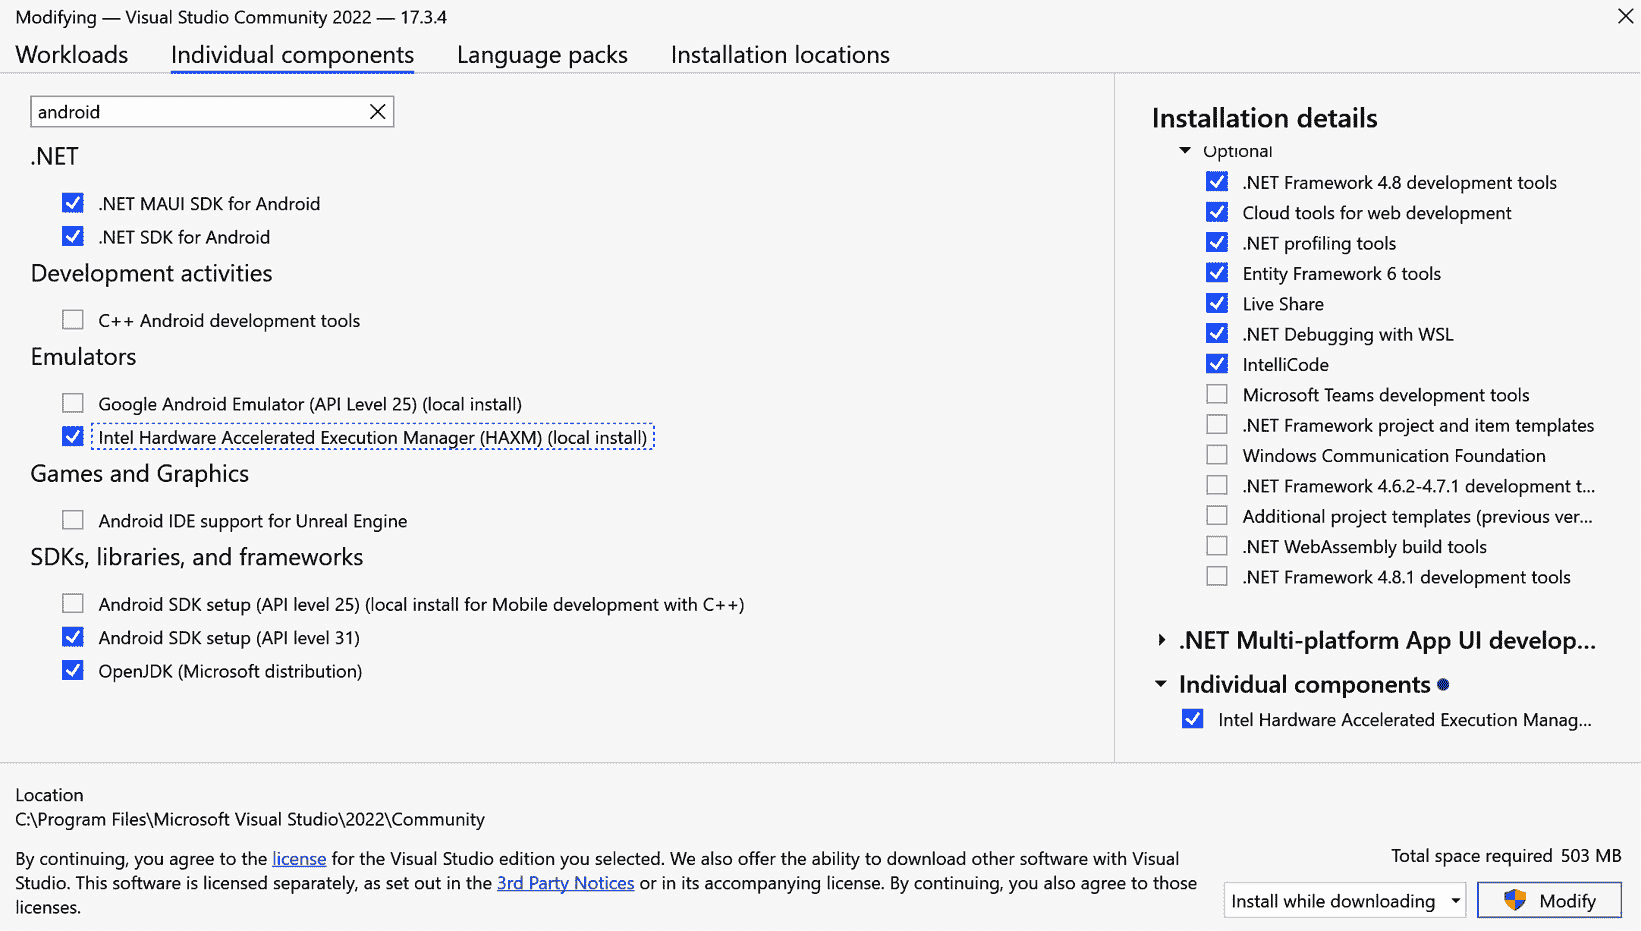 Modifying — Visual Studio Community 2022 — 17.3.4
Workloads
Individual components
Language packs
Installation locations
android
.NET
.NET MAUI SDK for Android
.NET SDK for Android
Development activities
C++ Android development tools
Emulators
Google Android Emulator (API Level 25) (local install)
Intel Hardware Accelerated Execution Manager (HAXM) (local install)
Games and Graphics
Android IDE support for Unreal Engine
SDKs, libraries, and frameworks
Android SDK setup (API level 25) (local install for Mobile development with C++)
Android SDK setup (API level 31)
OpenJDK (Microsoft distribution)
Installation details
Optional
.NET Framework 4.8 development tools
Cloud tools for web development
.NET profiling tools
Entity Framework 6 tools
Live Share
.NET Debugging with WSL
IntelliCode
Microsoft Teams development tools
.NET Framework project and item templates
Windows Communication Foundation
.NET Framework 4.6.2-4.7.1 development t...
Additional project templates (previous ver...
.NET WebAssembly build tools
.NET Framework 4.8.1 development tools
.NET Multi-platform App UI develop...
Individual components
Intel Hardware Accelerated Execution Manag...
Location
C:\Program Files\Microsoft Visual Studio\2022\Community
By continuing, you agree to the license for the Visual Studio edition you selected. We also offer the ability to download other software with Visual
Studio. This software is licensed separately, as set out in the 3rd Party Notices or in its accompanying license. By continuing, you also agree to those
licenses.
Total space required 503 MB
Install while downloading
Modify